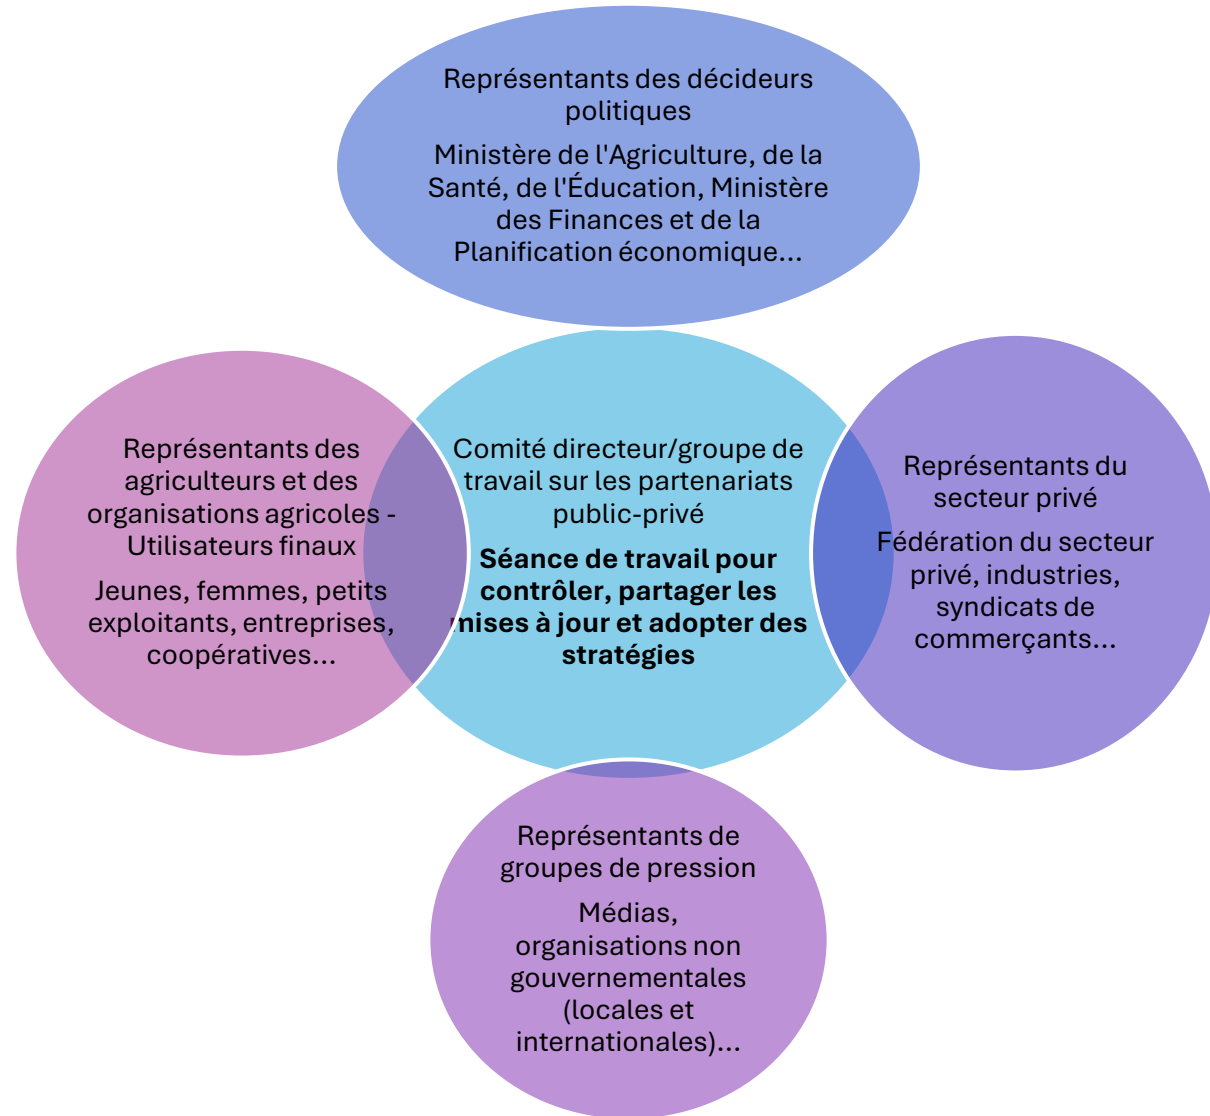 Représentants des décideurs
politiques
Ministère de l'Agriculture, de la
Santé, de l'Éducation, Ministère
des Finances et de la
Planification économique...
Représentants des
agriculteurs et des
organisations agricoles -
Utilisateurs finaux
Jeunes, femmes, petits
exploitants, entreprises,
coopératives...
Comité directeur/groupe de
travail sur les partenariats
public-privé
Séance de travail pour
contrôler, partager les
mises à jour et adopter des
stratégies
Représentants du
secteur privé
Fédération du secteur
privé, industries,
syndicats de
commerçants...
Représentants de
groupes de pression
Médias,
organisations non
gouvernementales
(locales et
internationales)...